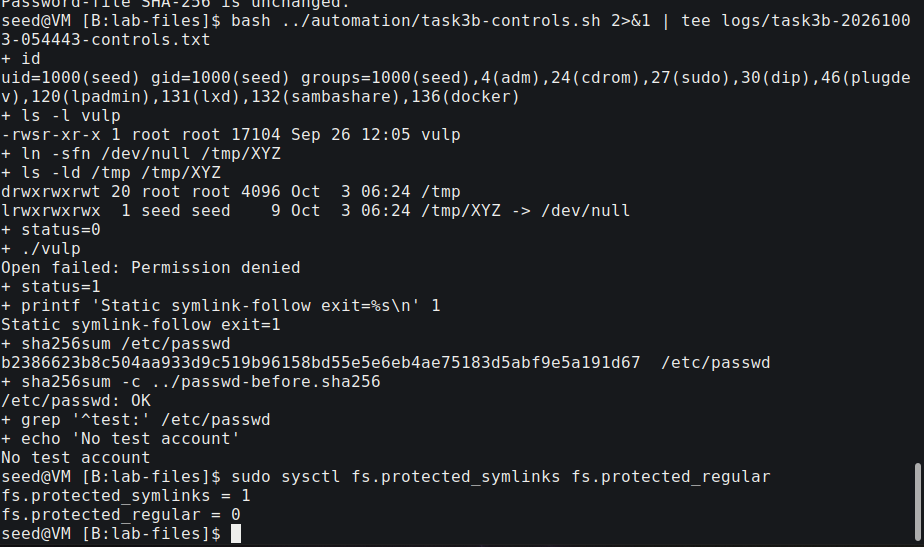 Password-file SHA-256 is unchanged.
seed@VM [B:lab-files]$ bash ../automation/task3b-controls.sh 2>&1 | tee logs/task3b-2026100
3-054443-controls.txt
+ id
uid=1000(seed) gid=1000(seed) groups=1000(seed),4(adm),24(cdrom),27(sudo),30(dip),46(plugde
v),120(lpadmin),131(lxd),132(sambashare),136(docker)
+ ls -l vulp
-rwsr-xr-x 1 root root 17104 Sep 26 12:05 vulp
+ ln -sfn /dev/null /tmp/XYZ
+ ls -ld /tmp /tmp/XYZ
drwxrwxrwt 20 root root 4096 Oct  3 06:24 /tmp
lrwxrwxrwx  1 seed seed    9 Oct  3 06:24 /tmp/XYZ -> /dev/null
+ status=0
+ ./vulp
Open failed: Permission denied
+ status=1
+ printf 'Static symlink-follow exit=%s\n' 1
Static symlink-follow exit=1
+ sha256sum /etc/passwd
b2386623b8c504aa933d9c519b96158bd55e5e6eb4ae75183d5abf9e5a191d67  /etc/passwd
+ sha256sum -c ../passwd-before.sha256
/etc/passwd: OK
+ grep '^test:' /etc/passwd
+ echo 'No test account'
No test account
seed@VM [B:lab-files]$ sudo sysctl fs.protected_symlinks fs.protected_regular
fs.protected_symlinks = 1
fs.protected_regular = 0
seed@VM [B:lab-files]$